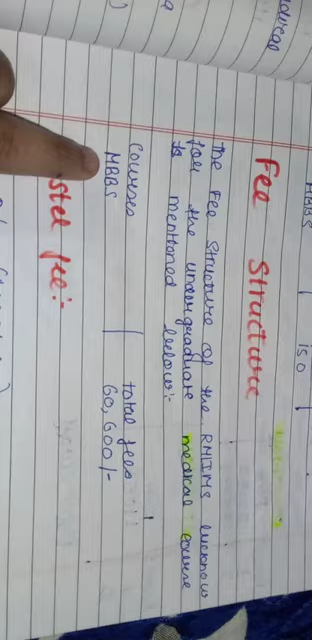 MBBS | 150 |
Fee Structure
The Fee Structure of the RMLIMS lucknow
for the undergraduate medical course
is mentioned below:-
Courses | total fees
MBBS | 60,600/-
stel fee:-